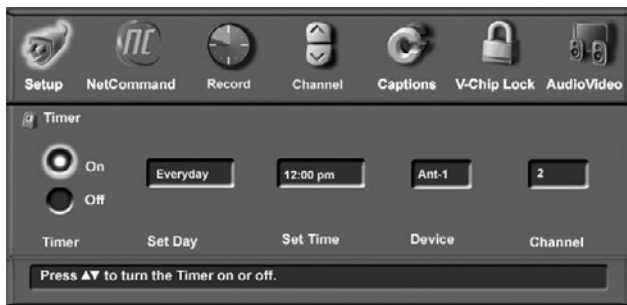 NC
Setup NetCommand Record Channel Captions V-Chip Lock AudioVideo
Timer
On
Everyday 12:00 pm Ant-1 2
Off
Timer Set Day Set Time Device Channel
Press ▲▼ to turn the Timer on or off.